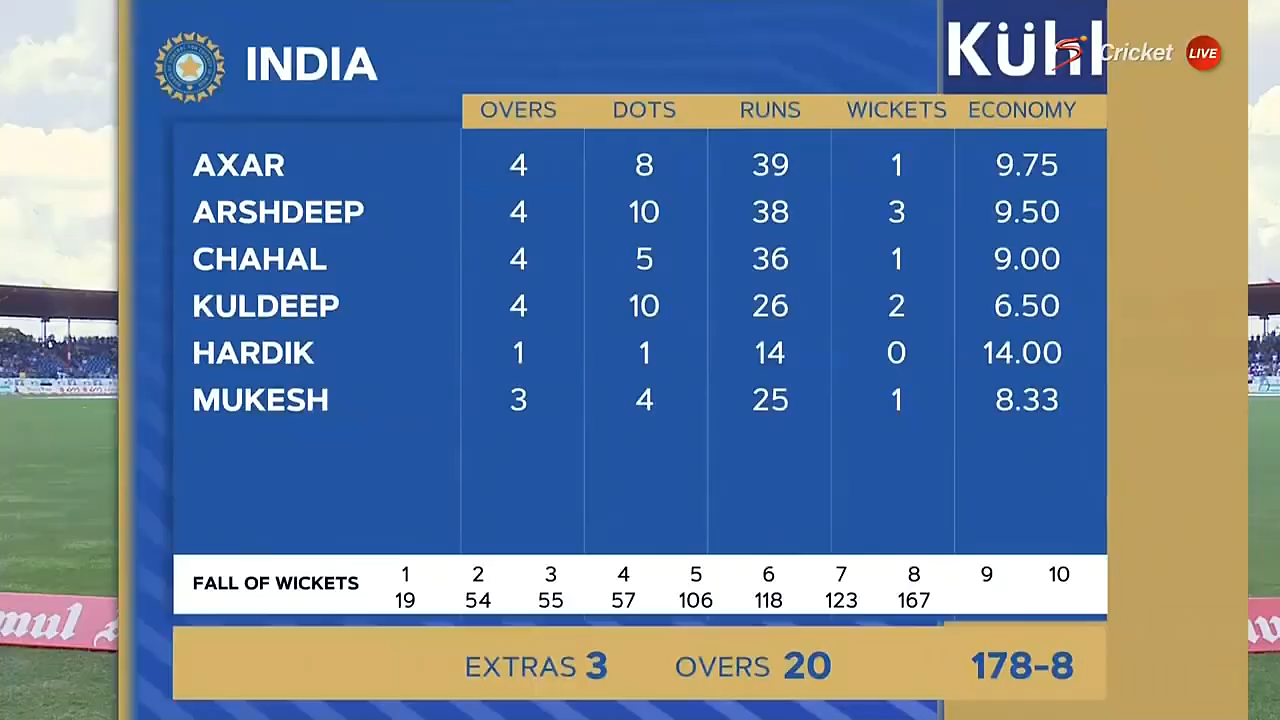 INDIA
Kühl
Cricket LIVE
OVERS DOTS RUNS WICKETS ECONOMY
AXAR 4 8 39 1 9.75
ARSHDEEP 4 10 38 3 9.50
CHAHAL 4 5 36 1 9.00
KULDEEP 4 10 26 2 6.50
HARDIK 1 1 14 0 14.00
MUKESH 3 4 25 1 8.33
FALL OF WICKETS 1 2 3 4 5 6 7 8 9 10
19 54 55 57 106 118 123 167
EXTRAS 3 OVERS 20 178-8